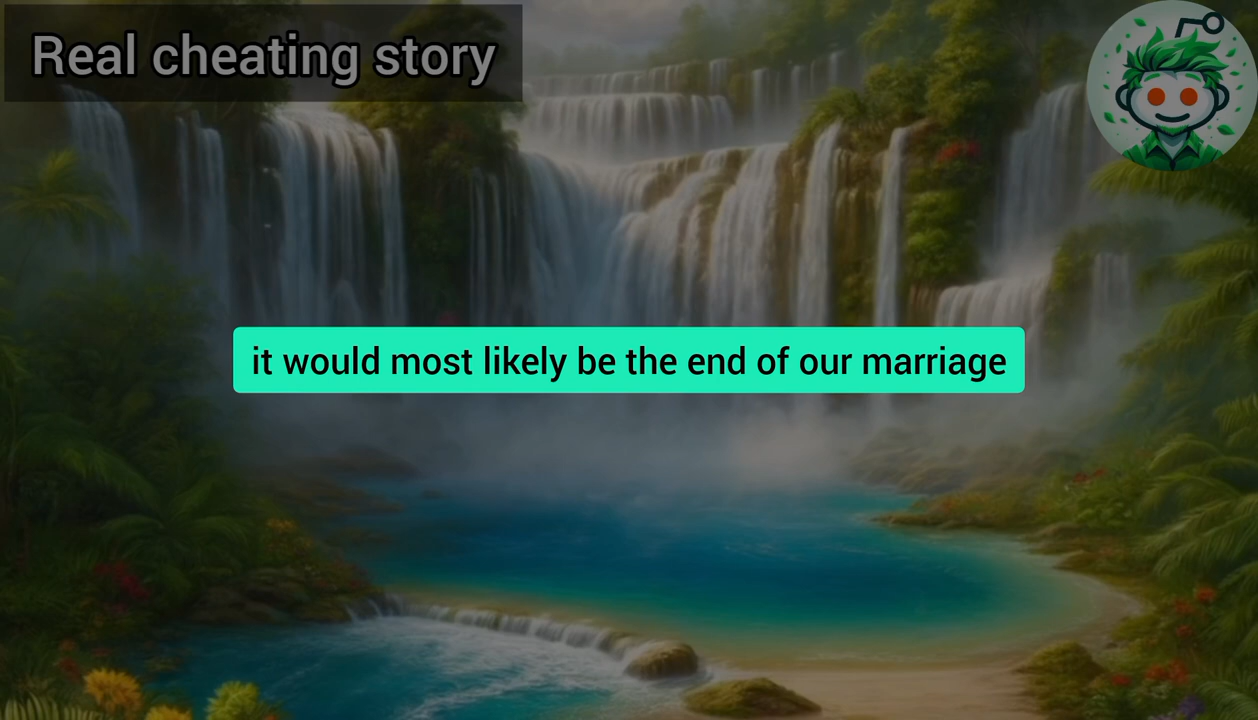 Real cheating story
it would most likely be the end of our marriage